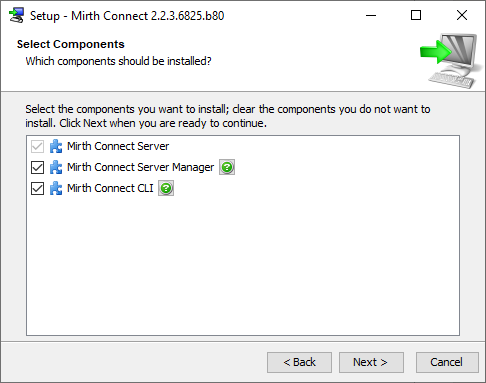 Setup - Mirth Connect 2.2.3.6825.b80
Select Components
Which components should be installed?
Select the components you want to install; clear the components you do not want to
install. Click Next when you are ready to continue.
Mirth Connect Server
Mirth Connect Server Manager ?
Mirth Connect CLI ?
< Back Next > Cancel